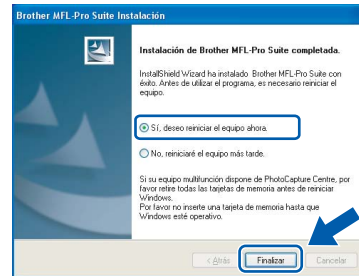 Brother MFL-Pro Suite Instalación
Instalación de Brother MFL-Pro Suite completada.
InstallShield Wizard ha instalado Brother MFL-Pro Suite con
éxito. Antes de utilizar el programa, es necesario reiniciar el
equipo.
Sí, deseo reiniciar el equipo ahora.
No, reiniciaré el equipo más tarde.
Si su equipo multifunción dispone de PhotoCapture Centre, por
favor retire todas las tarjetas de memoria antes de reiniciar
Windows.
Por favor no inserte una tarjeta de memoria hasta que
Windows esté operativo.
< Atrás Finalizar Cancelar